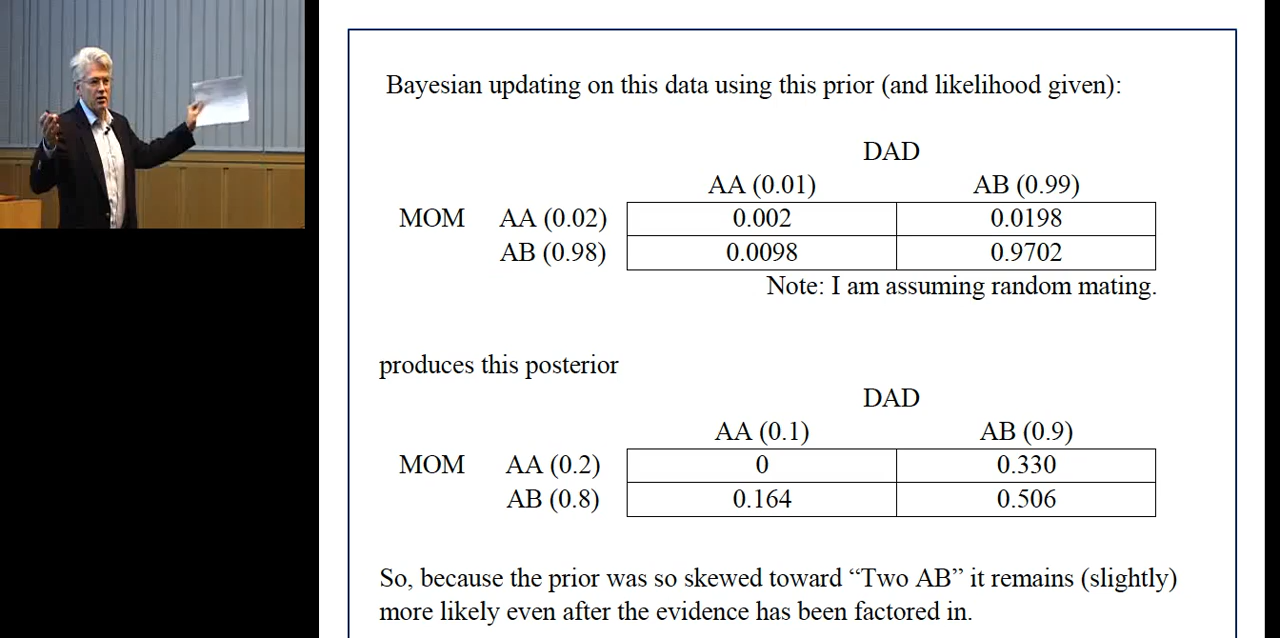 Bayesian updating on this data using this prior (and likelihood given):
DAD
AA (0.01) AB (0.99)
MOM AA (0.02) 0.002 0.0198
AB (0.98) 0.0098 0.9702
Note: I am assuming random mating.
produces this posterior
DAD
AA (0.1) AB (0.9)
MOM AA (0.2) 0 0.330
AB (0.8) 0.164 0.506
So, because the prior was so skewed toward “Two AB” it remains (slightly)
more likely even after the evidence has been factored in.